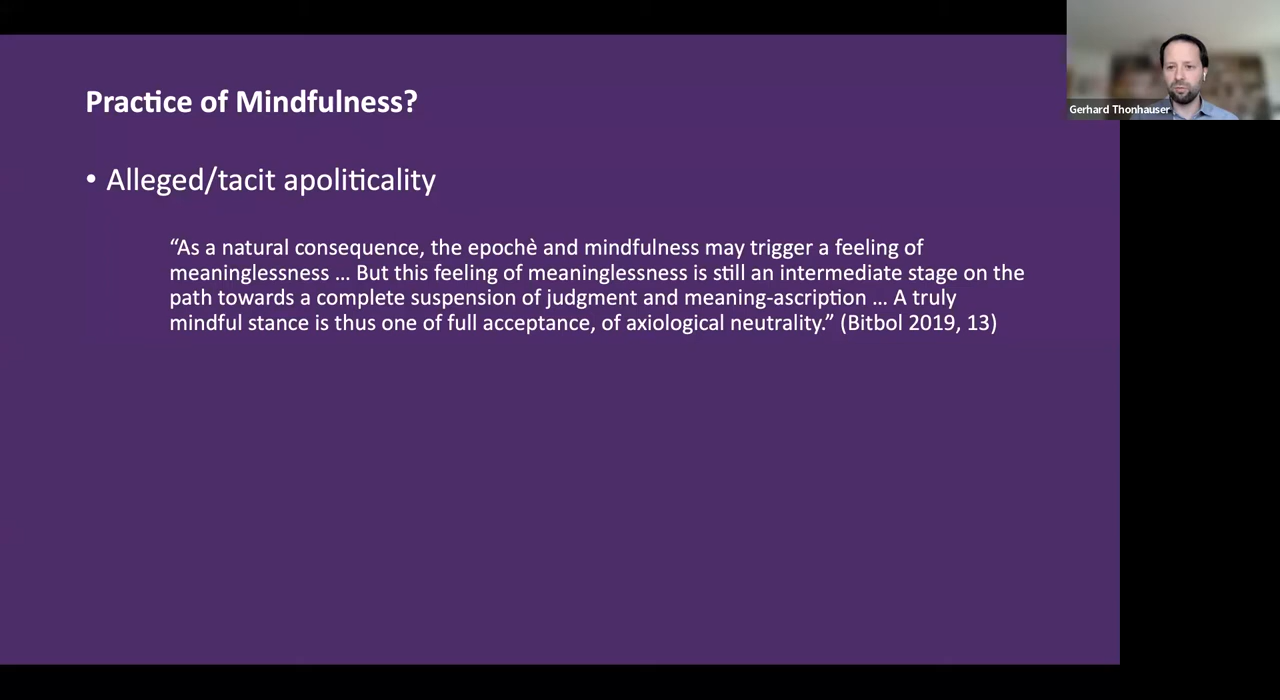 Practice of Mindfulness?
• Alleged/tacit apoliticality
“As a natural consequence, the epochè and mindfulness may trigger a feeling of
meaninglessness … But this feeling of meaninglessness is still an intermediate stage on the
path towards a complete suspension of judgment and meaning-ascription … A truly
mindful stance is thus one of full acceptance, of axiological neutrality.” (Bitbol 2019, 13)
Gerhard Thonhauser